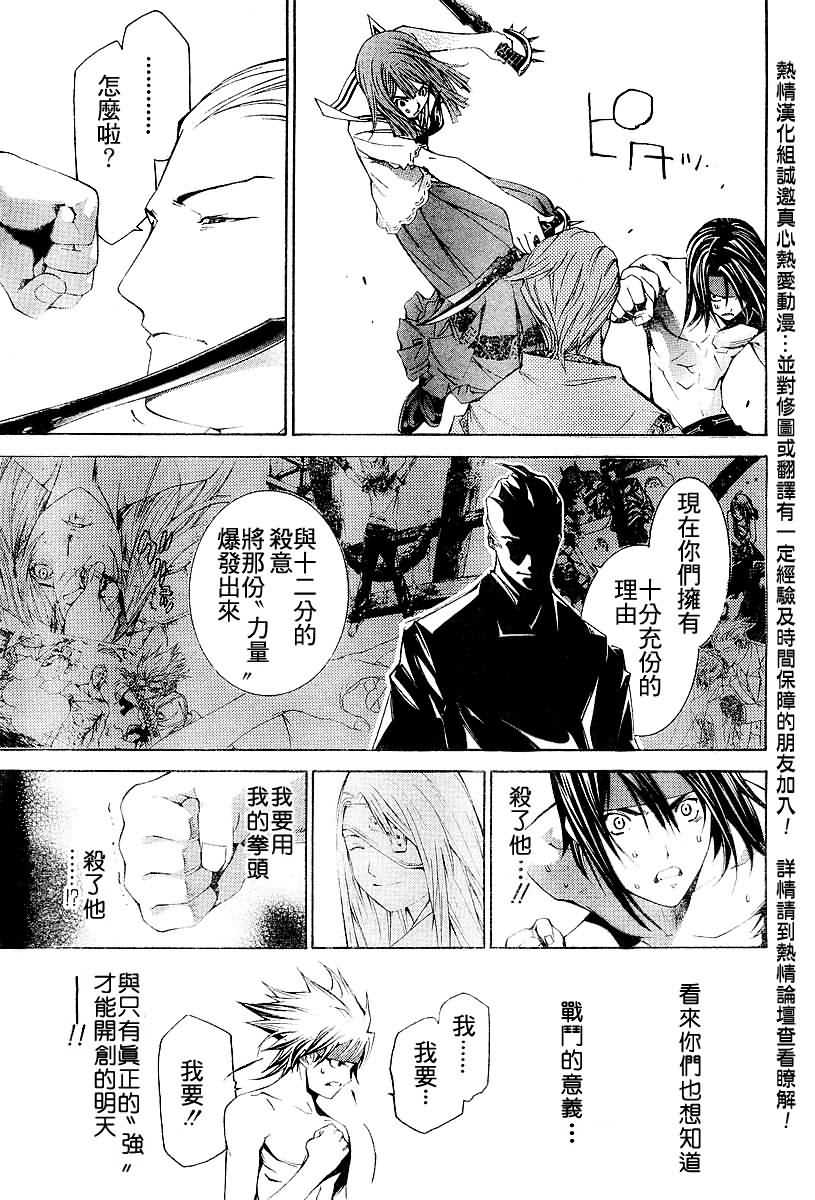 ピタッ
………
怎麼啦？
現在你們擁有
十分充份的
理由
與十二分的
殺意
將那份〝力量〞
爆發出來
殺了他
…!!
我要用
我的拳頭
殺了他
……!?
看來你們也想知道
戰鬥的意義…
我……
我要…
我要!!
與只有真正的〝強〞
才能開創的明天
──!!
熱情漢化組誠邀真心熱愛動漫…並對修圖或翻譯有一定經驗及時間保障的朋友加入！ 詳情請到熱情論壇查看瞭解！